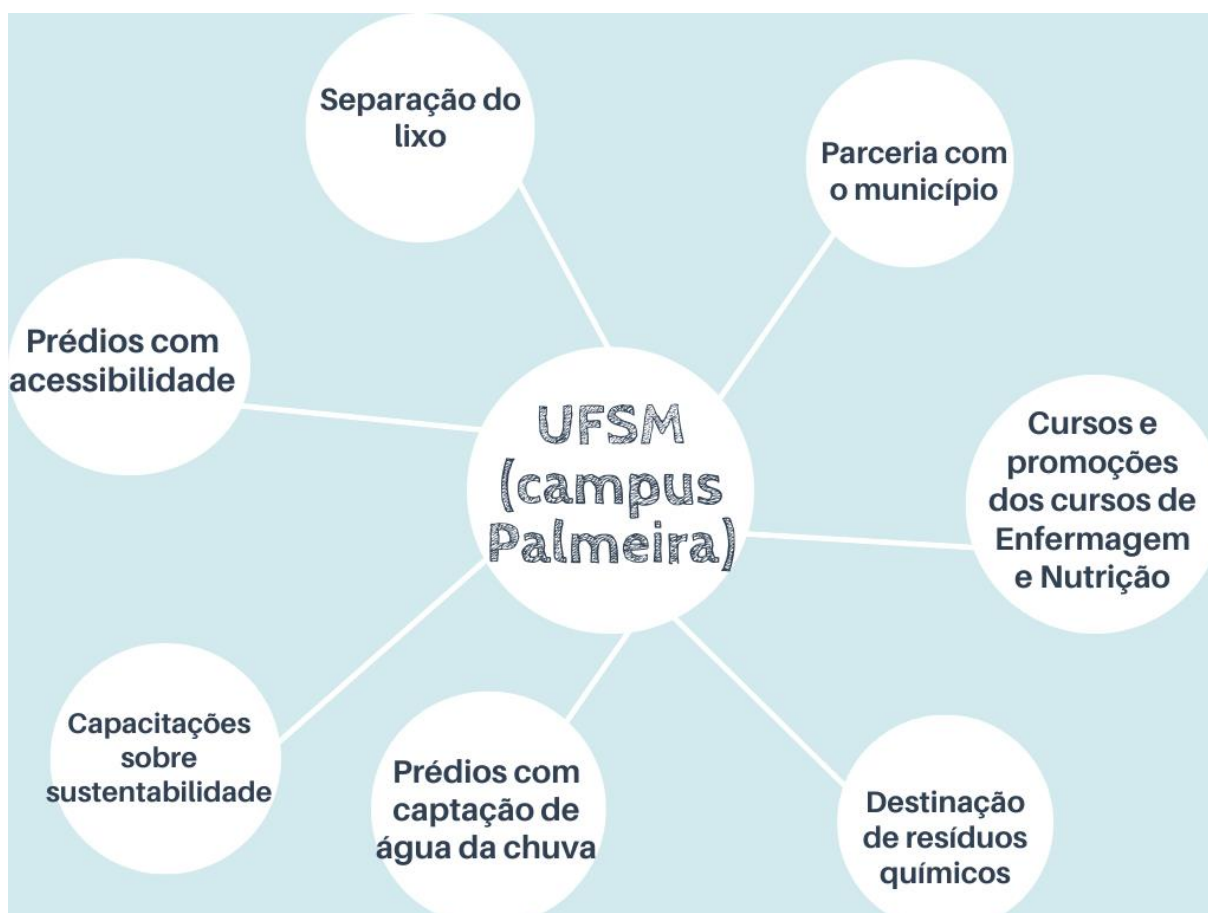 Separação do
lixo
Parceria com
o município
Prédios com
acessibilidade
UFSM
(campus
Palmeira)
Cursos e
promoções
dos cursos de
Enfermagem
e Nutrição
Capacitações
sobre
sustentabilidade
Prédios com
captação de
água da chuva
Destinação
de resíduos
químicos